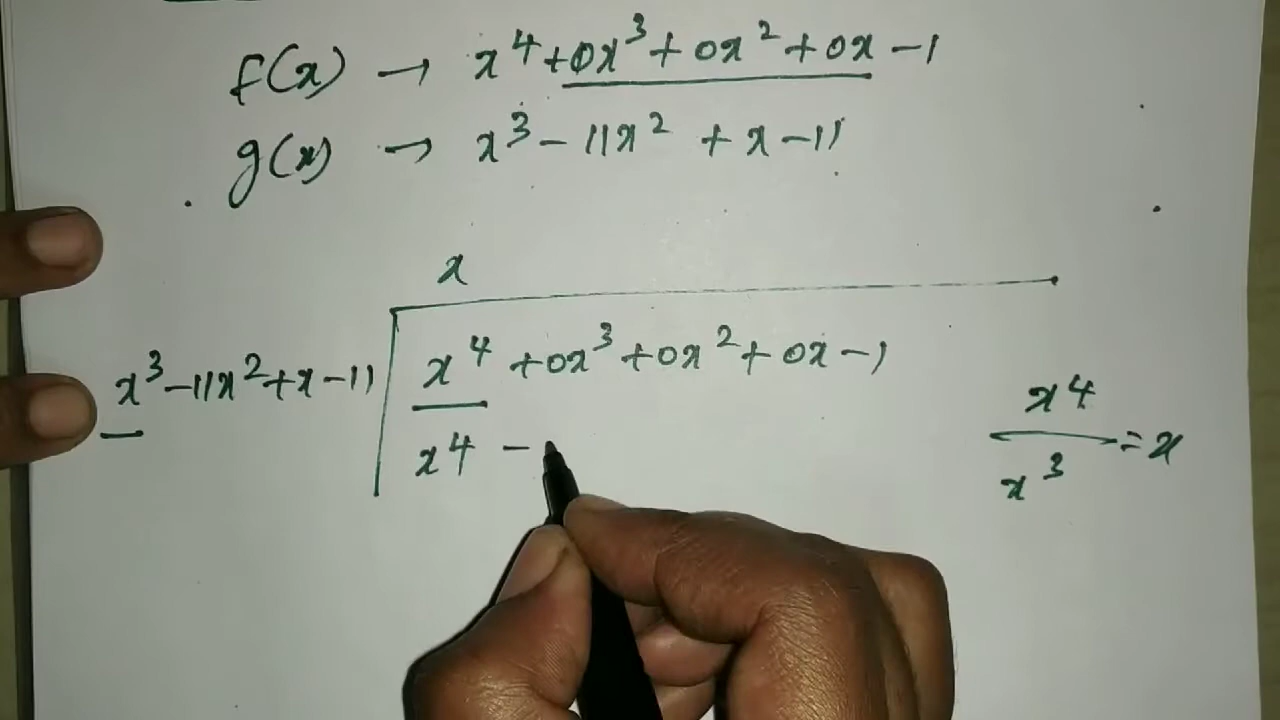 f(x) → x⁴ + 0x³ + 0x² + 0x − 1
g(x) → x³ − 11x² + x − 11
x
x³ − 11x² + x − 11) x⁴ + 0x³ + 0x² + 0x − 1
x⁴ −
x⁴/x³ = x